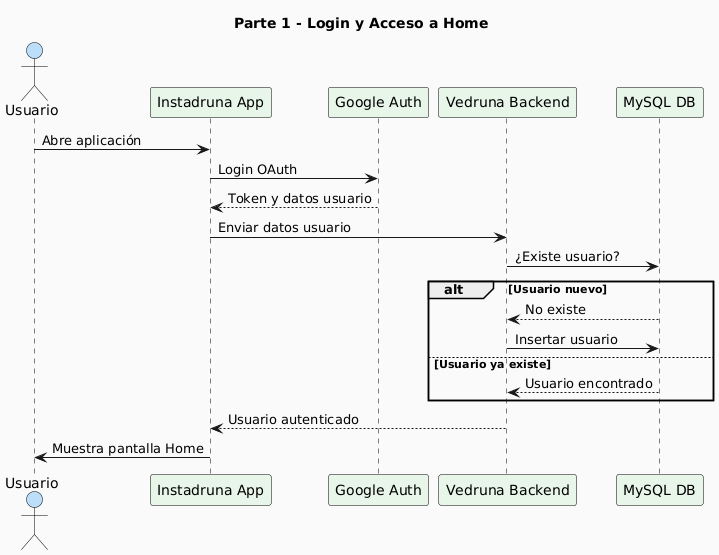 Parte 1 - Login y Acceso a Home
Usuario
Instadruna App
Google Auth
Vedruna Backend
MySQL DB
Abre aplicación
Login OAuth
Token y datos usuario
Enviar datos usuario
¿Existe usuario?
alt
[Usuario nuevo]
No existe
Insertar usuario
[Usuario ya existe]
Usuario encontrado
Usuario autenticado
Muestra pantalla Home
Usuario
Instadruna App
Google Auth
Vedruna Backend
MySQL DB